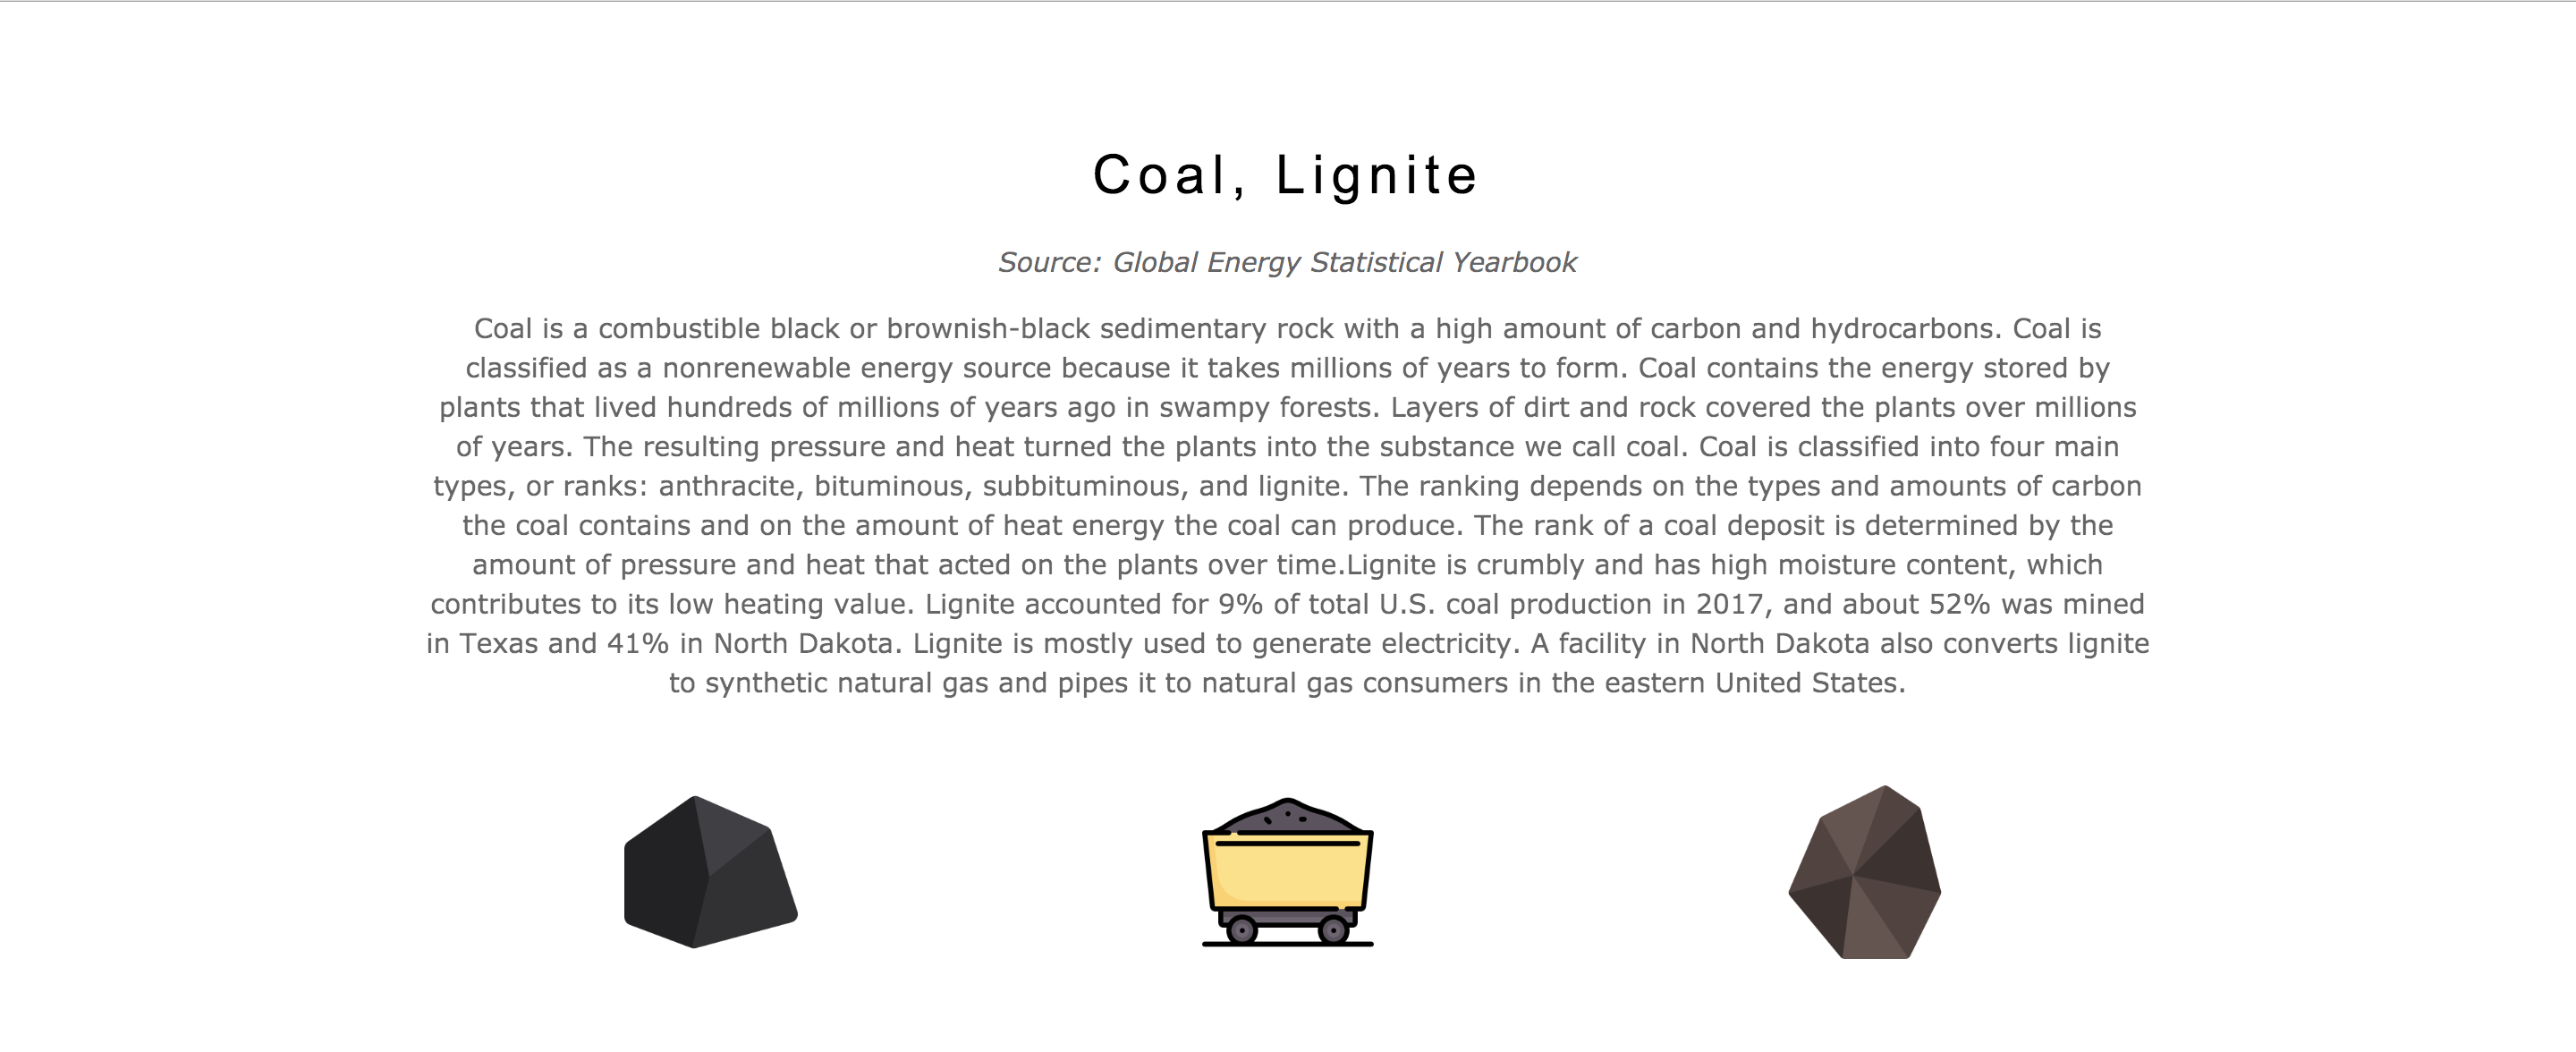 Coal, Lignite
Source: Global Energy Statistical Yearbook
Coal is a combustible black or brownish-black sedimentary rock with a high amount of carbon and hydrocarbons. Coal is
classified as a nonrenewable energy source because it takes millions of years to form. Coal contains the energy stored by
plants that lived hundreds of millions of years ago in swampy forests. Layers of dirt and rock covered the plants over millions
of years. The resulting pressure and heat turned the plants into the substance we call coal. Coal is classified into four main
types, or ranks: anthracite, bituminous, subbituminous, and lignite. The ranking depends on the types and amounts of carbon
the coal contains and on the amount of heat energy the coal can produce. The rank of a coal deposit is determined by the
amount of pressure and heat that acted on the plants over time.Lignite is crumbly and has high moisture content, which
contributes to its low heating value. Lignite accounted for 9% of total U.S. coal production in 2017, and about 52% was mined
in Texas and 41% in North Dakota. Lignite is mostly used to generate electricity. A facility in North Dakota also converts lignite
to synthetic natural gas and pipes it to natural gas consumers in the eastern United States.